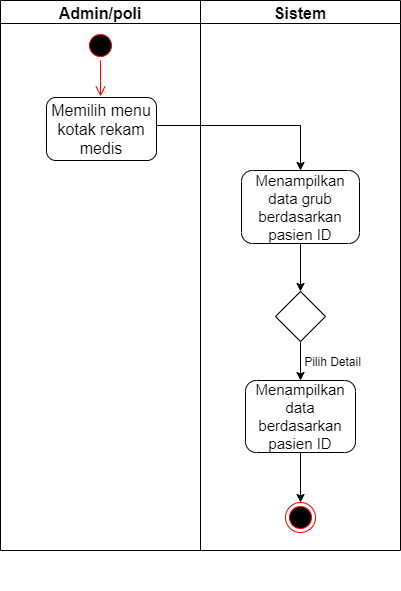 Admin/poli
Sistem
Memilih menu
kotak rekam
medis
Menampilkan
data grub
berdasarkan
pasien ID
Pilih Detail
Menampilkan
data
berdasarkan
pasien ID